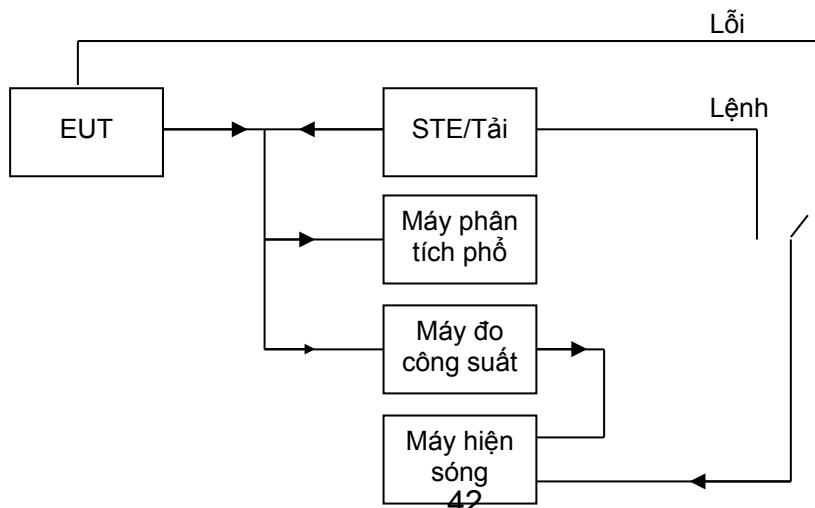 Lỗi
EUT
STE/Tải
Lệnh
Máy phân
tích phổ
Máy đo
công suất
Máy hiện
sóng
42